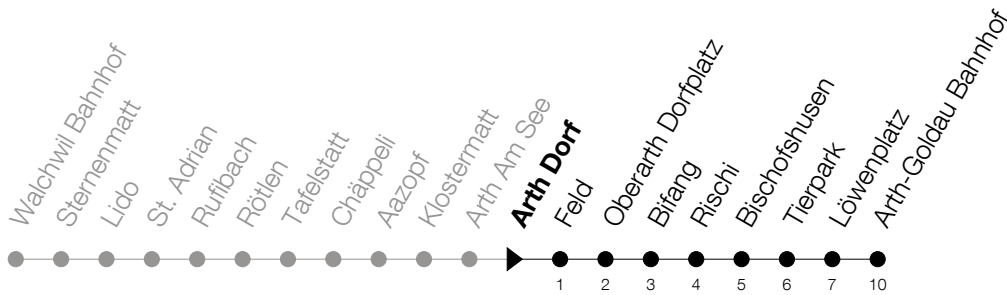 Walchwil Bahnhof
Sternenmatt
Lido
St. Adrian
Rufibach
Rötlen
Tafelstatt
Chäppeli
Aazopf
Klostermatt
Arth Am See
Arth Dorf
Feld
Oberarth Dorfplatz
Bifang
Rischi
Bischofshusen
Tierpark
Löwenplatz
Arth-Goldau Bahnhof
1 2 3 4 5 6 7 10